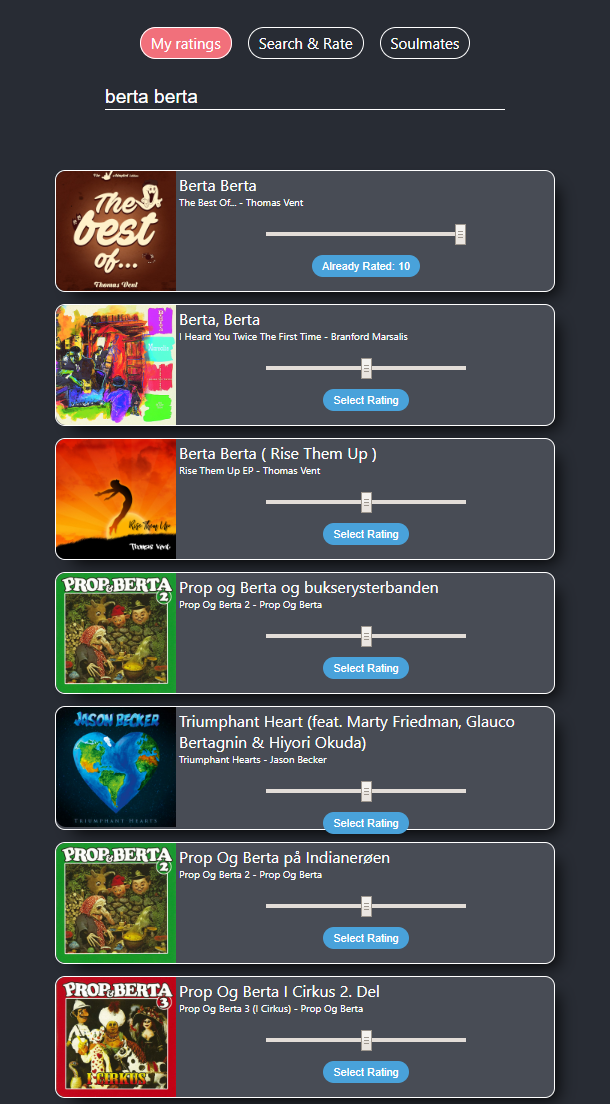 My ratings
Search & Rate
Soulmates
berta berta
The
best
of...
Thomas Vent
Berta Berta
The Best Of... - Thomas Vent
Already Rated: 10
Berta, Berta
I Heard You Twice The First Time - Branford Marsalis
Select Rating
Rise Them Up
Thomas Vent
Berta Berta ( Rise Them Up )
Rise Them Up EP - Thomas Vent
Select Rating
PROP&BERTA
2
Prop og Berta og bukserysterbanden
Prop Og Berta 2 - Prop Og Berta
Select Rating
JASON BECKER
TRIUMPHANT HEARTS
Triumphant Heart (feat. Marty Friedman, Glauco
Bertagnin & Hiyori Okuda)
Triumphant Hearts - Jason Becker
Select Rating
PROP&BERTA
2
Prop Og Berta på Indianerøen
Prop Og Berta 2 - Prop Og Berta
Select Rating
PROP&BERTA
3
I CIRKUS
Prop Og Berta I Cirkus 2. Del
Prop Og Berta 3 (I Cirkus) - Prop Og Berta
Select Rating